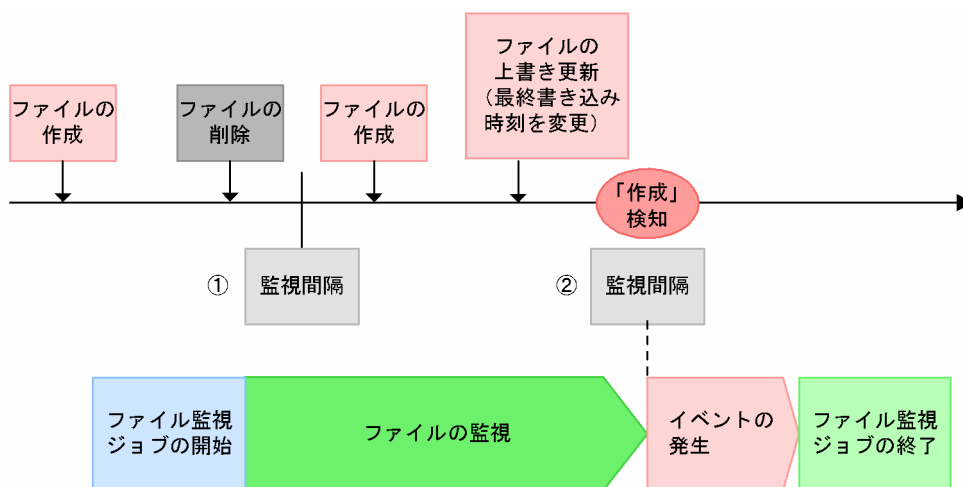 ファイルの
上書き更新
(最終書き込み
時刻を変更)
ファイルの
作成
ファイルの
削除
ファイルの
作成
「作成」
検知
① 監視間隔
② 監視間隔
ファイル監視
ジョブの開始
ファイルの監視
イベントの
発生
ファイル監視
ジョブの終了